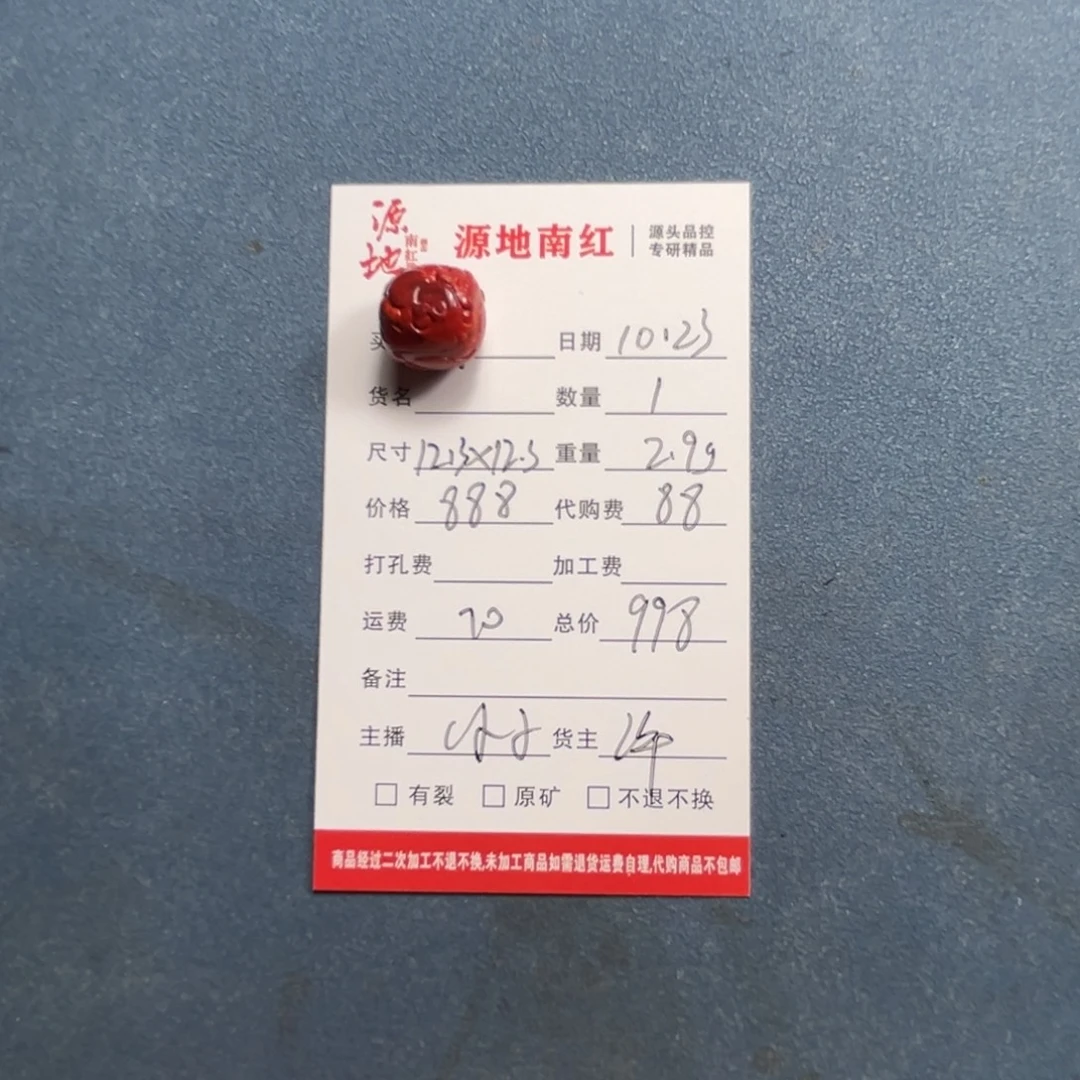 源地
南红
源地南红 源头品控
专研精品
买 日期 10.23
货名 数量 1
尺寸 12.3×12.3 重量 2.9g
价格 888 代购费 88
打孔费 加工费
运费 20 总价 998
备注
主播 货主
有裂 原矿 不退不换
商品经过二次加工不退不换,未加工商品如需退货运费自理,代购商品不包邮